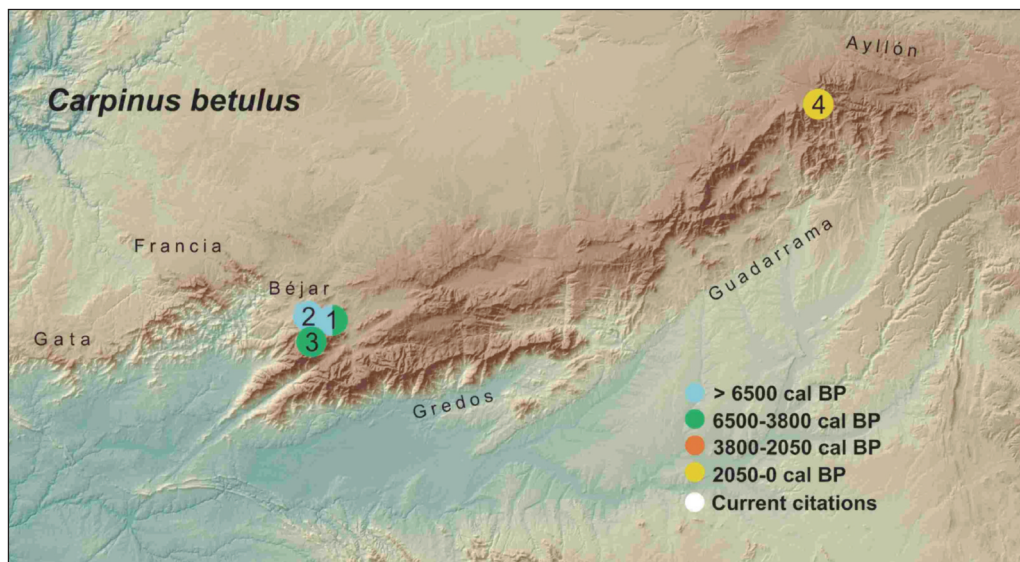 Ayllón
Carpinus betulus
4
Francia
Guadarrama
Béjar
2
1
Gata
3
Gredos
> 6500 cal BP
6500-3800 cal BP
3800-2050 cal BP
2050-0 cal BP
Current citations